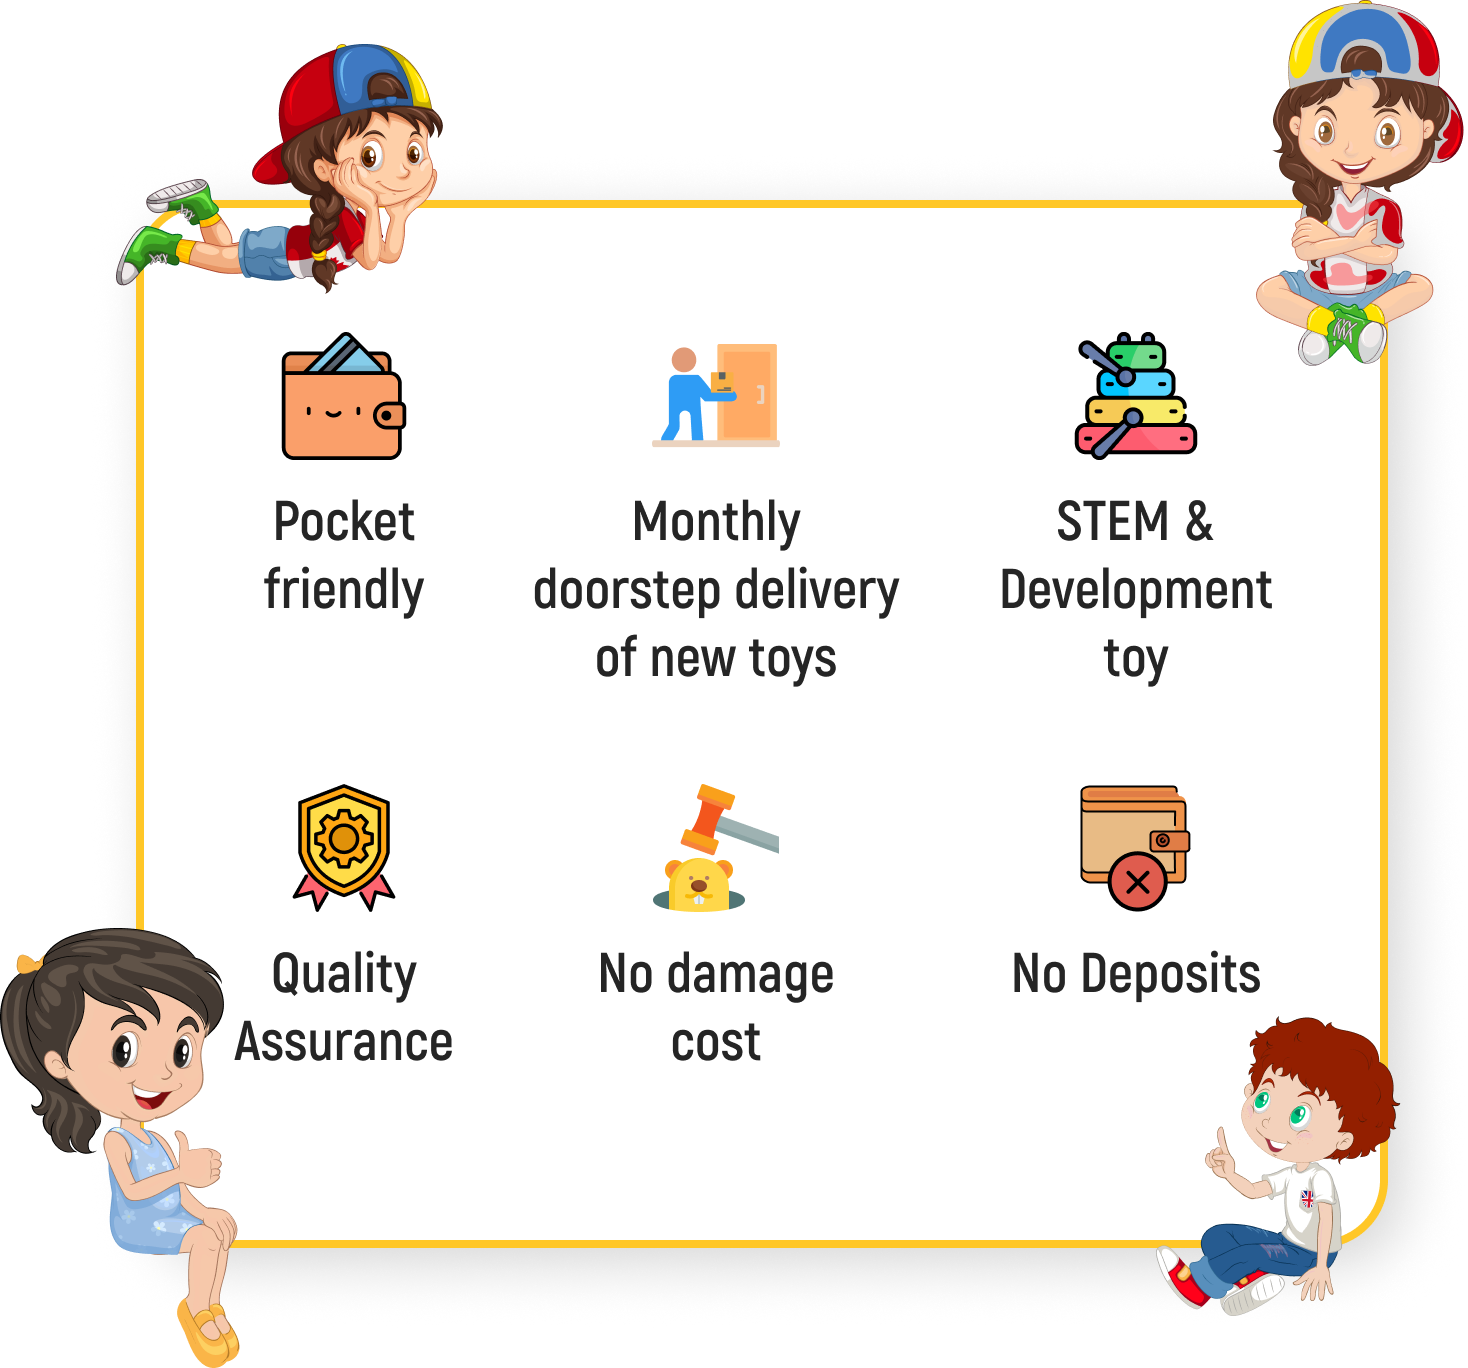 Pocket
friendly
Monthly
doorstep delivery
of new toys
STEM &
Development
toy
Quality
Assurance
No damage
cost
No Deposits